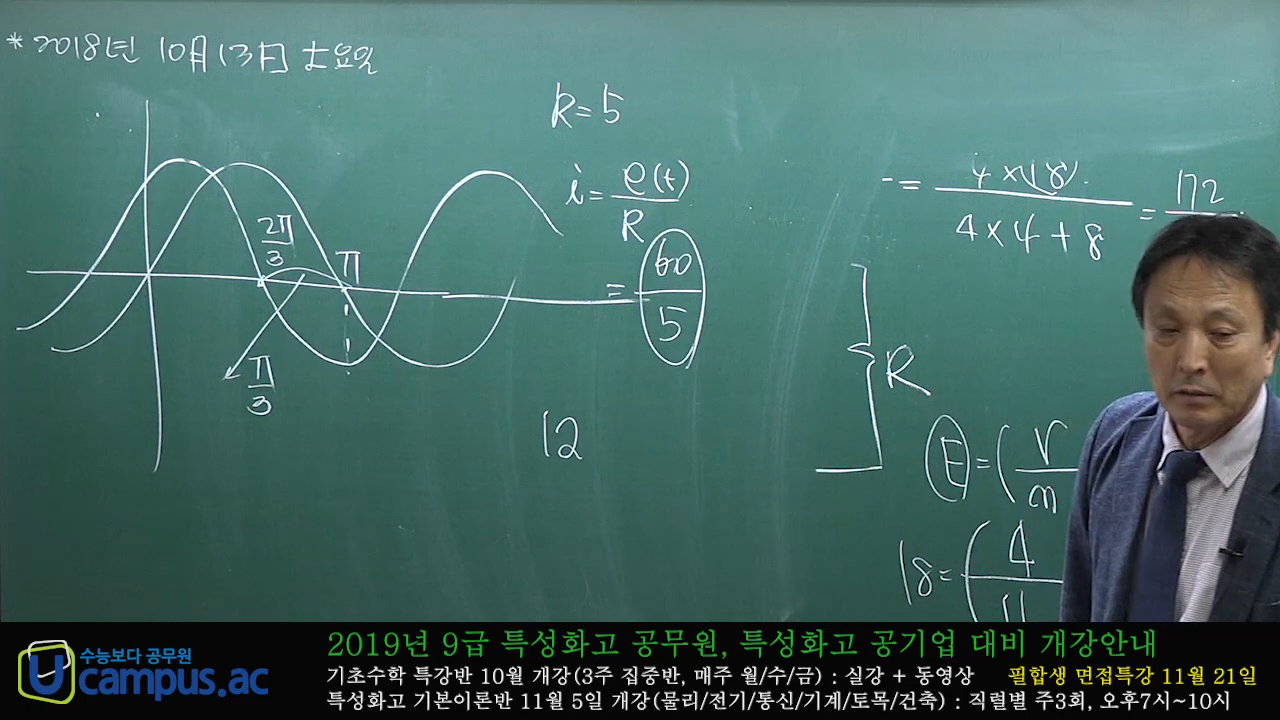 * 2018년 10月 13日 土요일
R = 5
i = e(t) / R
= 60 / 5
12
2π / 3
π
π / 3
= 4 × (18) / 4 × 4 + 8 = 172
R
E = ( r / m
18 = ( 4
수능보다 공무원
Ucampus.ac
2019년 9급 특성화고 공무원, 특성화고 공기업 대비 개강안내
기초수학 특강반 10월 개강(3주 집중반, 매주 월/수/금) : 실강 + 동영상 필합생 면접특강 11월 21일
특성화고 기본이론반 11월 5일 개강(물리/전기/통신/기계/토목/건축) : 직렬별 주3회, 오후7시~10시